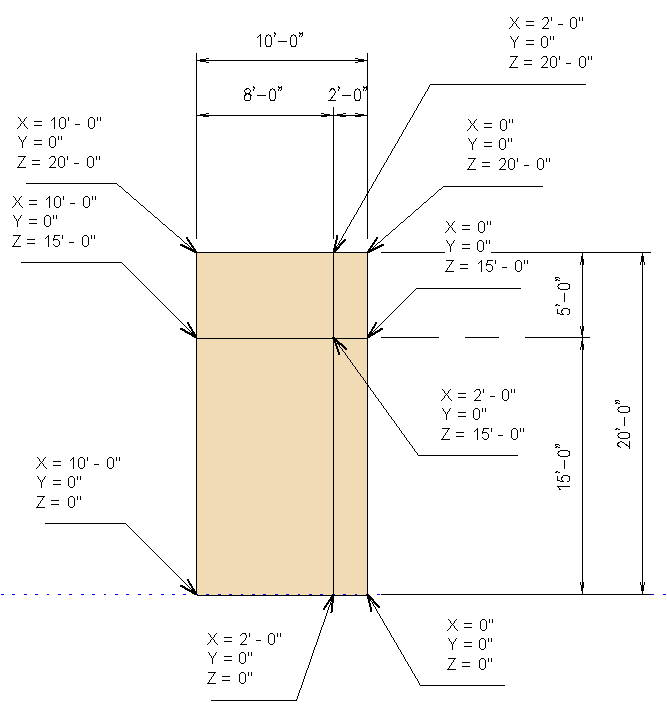 X = 2' - 0"
Y = 0"
Z = 20' - 0"
10'-0"
8'-0"
2'-0"
X = 10' - 0"
Y = 0"
Z = 20' - 0"
X = 0"
Y = 0"
Z = 20' - 0"
X = 10' - 0"
Y = 0"
Z = 15' - 0"
X = 0"
Y = 0"
Z = 15' - 0"
5'-0"
X = 2' - 0"
Y = 0"
Z = 15' - 0"
20'-0"
15'-0"
X = 10' - 0"
Y = 0"
Z = 0"
X = 2' - 0"
Y = 0"
Z = 0"
X = 0"
Y = 0"
Z = 0"